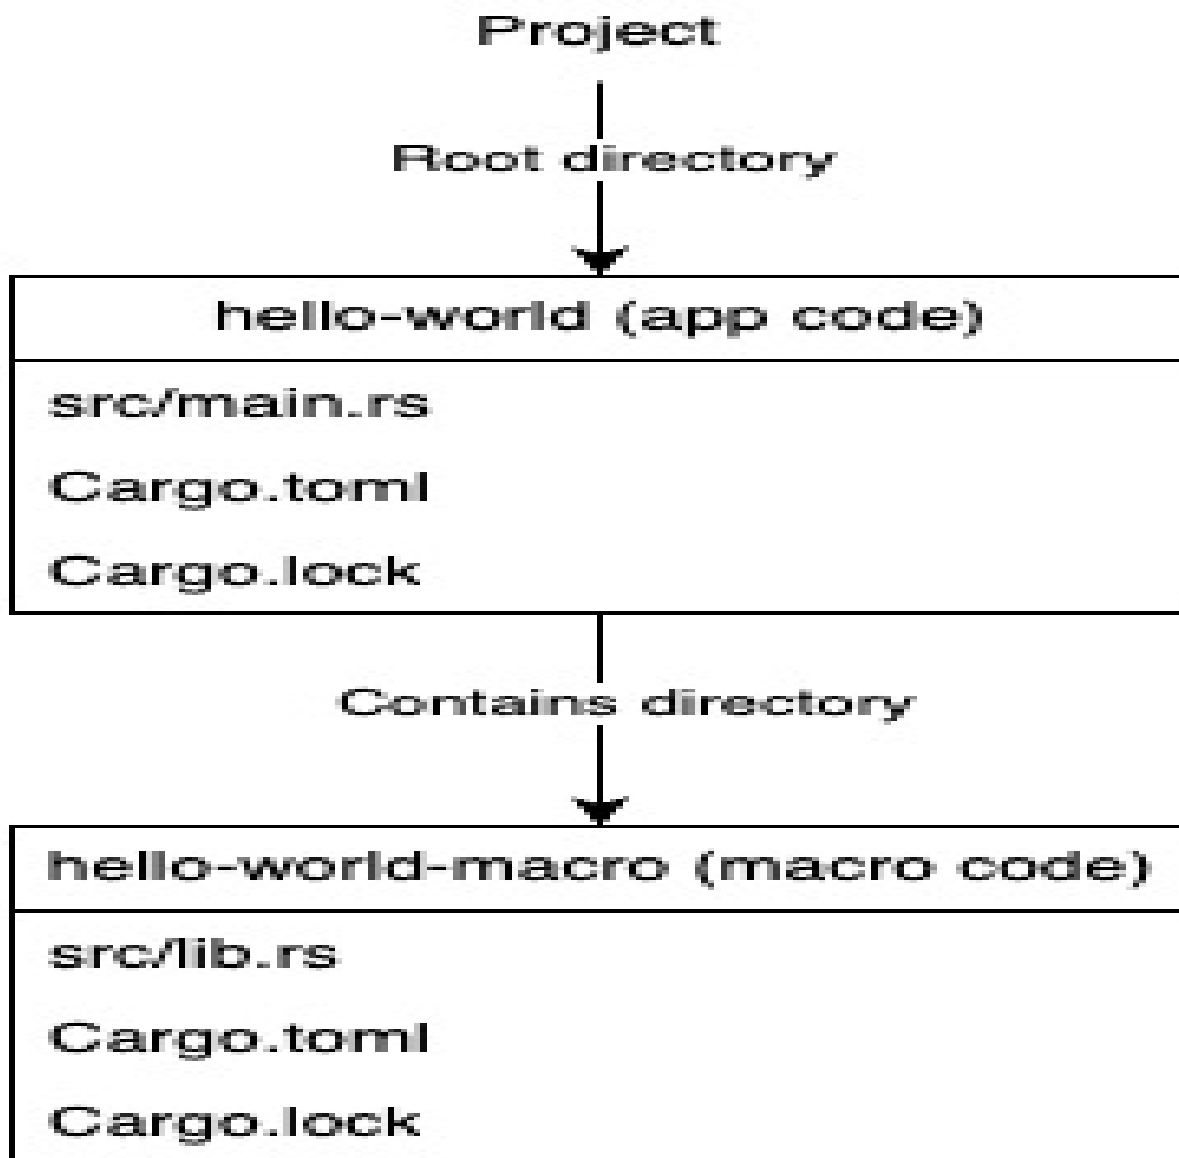 Project
Root directory
hello-world (app code)
src/main.rs
Cargo.toml
Cargo.lock
Contains directory
hello-world-macro (macro code)
src/lib.rs
Cargo.toml
Cargo.lock